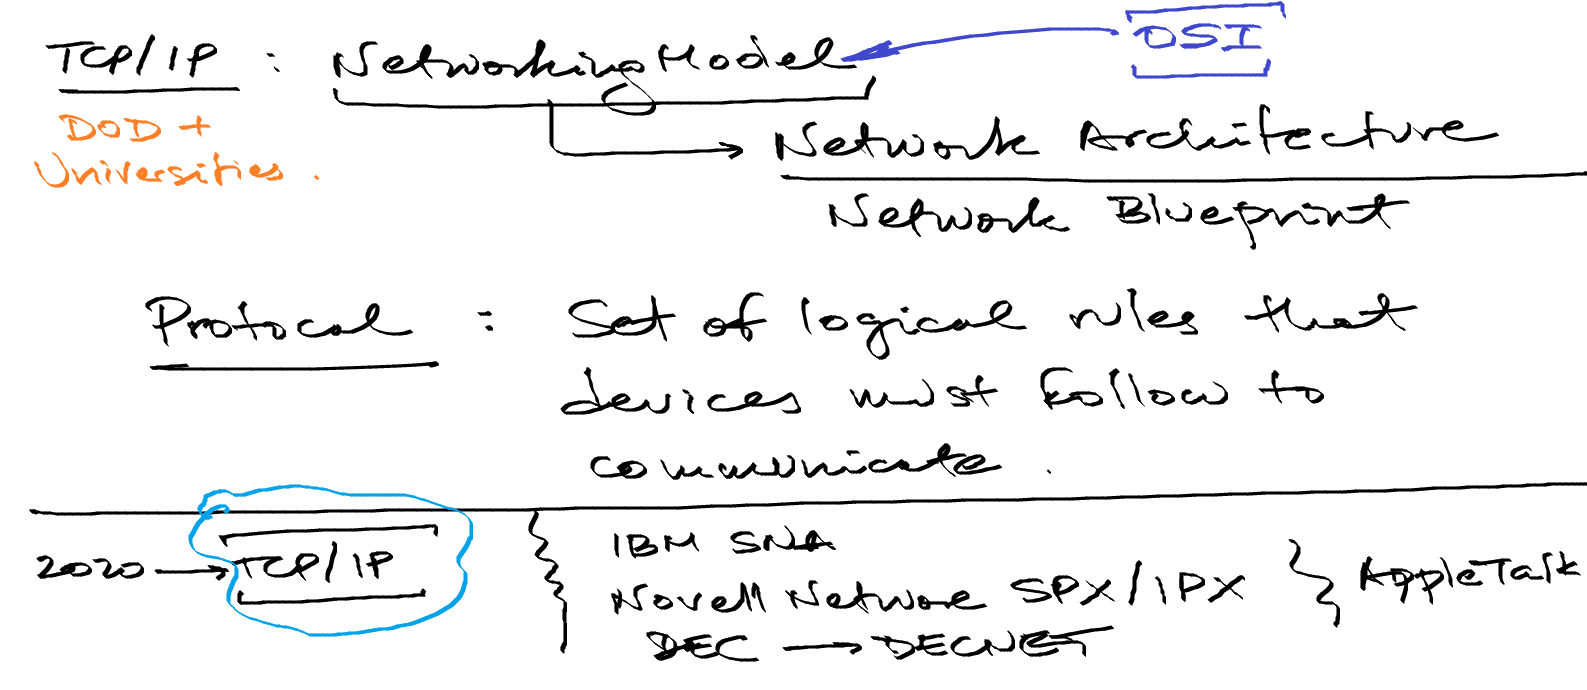 TCP/IP : Networking Model OSI
DOD +
Universities .
Network Architecture
Network Blueprint
Protocol : Set of logical rules that
devices must follow to
communicate .
2020 → TCP/IP
IBM SNA
Novell Netware SPX/IPX
DEC → DECNET
AppleTalk